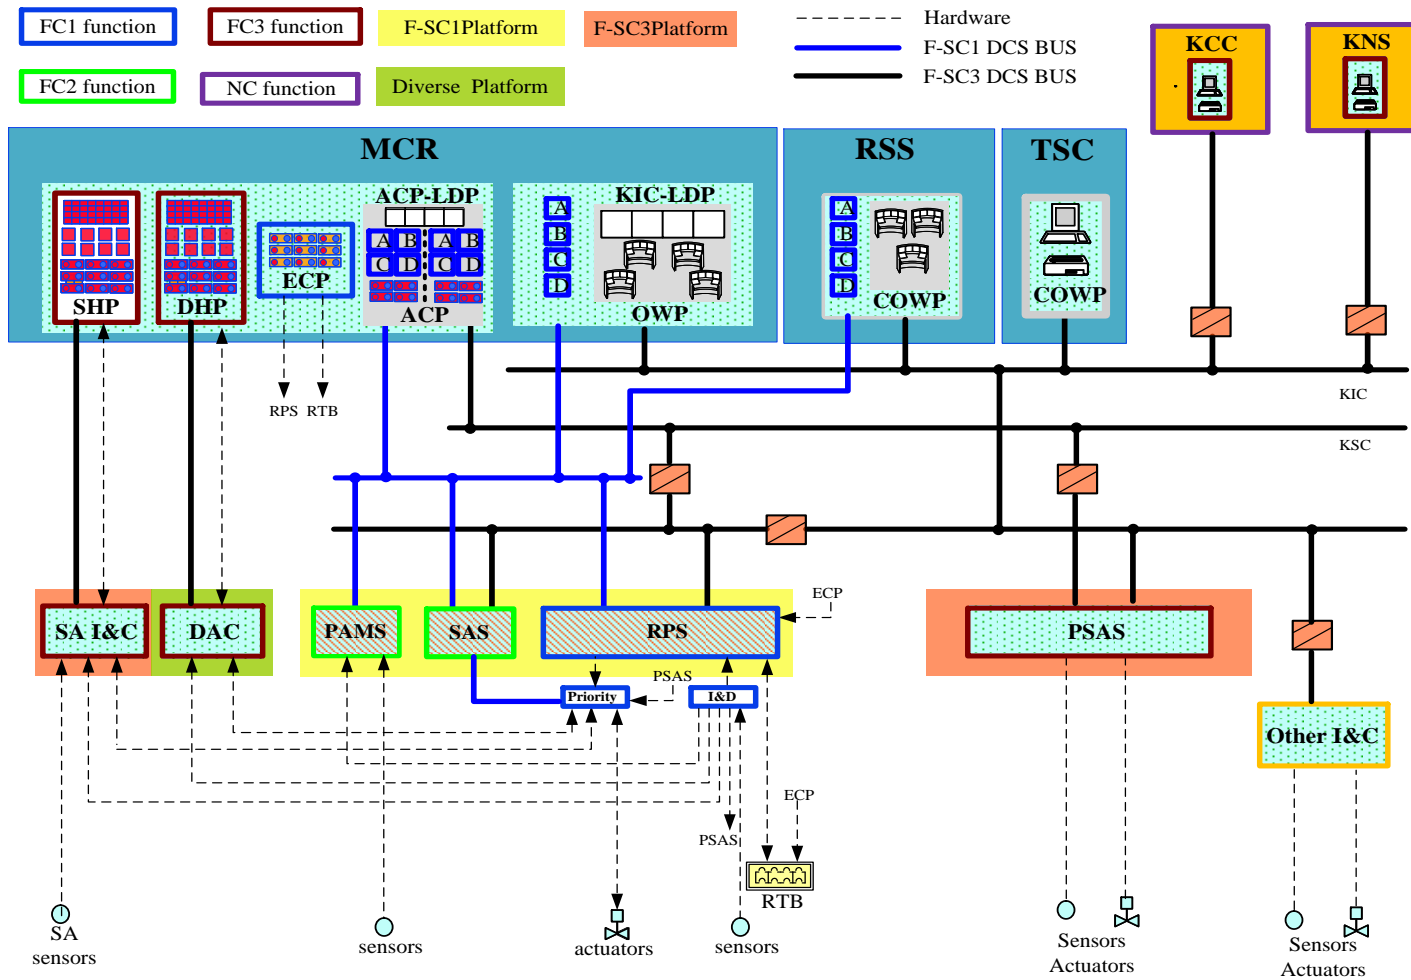 FC1 function
FC3 function
F-SC1Platform
F-SC3Platform
Hardware
F-SC1 DCS BUS
F-SC3 DCS BUS
FC2 function
NC function
Diverse Platform
KCC
KNS
MCR
RSS
TSC
SHP
DHP
ECP
ACP-LDP
A B A B
C D C D
ACP
A
B
C
D
KIC-LDP
OWP
A
B
C
D
COWP
COWP
RPS RTB
KIC
KSC
SA I&C
DAC
PAMS
SAS
RPS
ECP
PSAS
Priority
PSAS
I&D
Other I&C
PSAS
ECP
RTB
SA
sensors
sensors
actuators
sensors
Sensors
Actuators
Sensors
Actuators